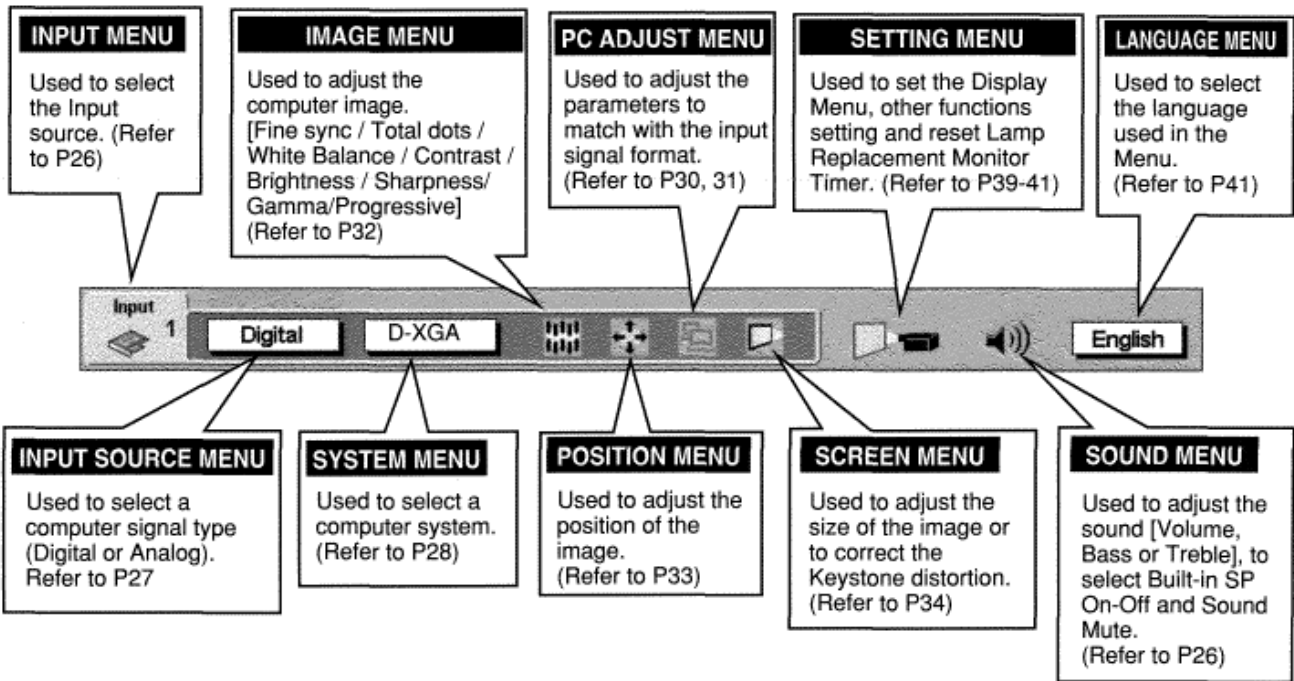 INPUT MENU
Used to select
the Input
source. (Refer
to P26)
IMAGE MENU
Used to adjust the
computer image.
[Fine sync / Total dots /
White Balance / Contrast /
Brightness / Sharpness/
Gamma/Progressive]
(Refer to P32)
PC ADJUST MENU
Used to adjust the
parameters to
match with the input
signal format.
(Refer to P30, 31)
SETTING MENU
Used to set the Display
Menu, other functions
setting and reset Lamp
Replacement Monitor
Timer. (Refer to P39-41)
LANGUAGE MENU
Used to select
the language
used in the
Menu.
(Refer to P41)
Input
1
Digital
D-XGA
English
INPUT SOURCE MENU
Used to select a
computer signal type
(Digital or Analog).
Refer to P27
SYSTEM MENU
Used to select a
computer system.
(Refer to P28)
POSITION MENU
Used to adjust the
position of the
image.
(Refer to P33)
SCREEN MENU
Used to adjust the
size of the image or
to correct the
Keystone distortion.
(Refer to P34)
SOUND MENU
Used to adjust the
sound [Volume,
Bass or Treble], to
select Built-in SP
On-Off and Sound
Mute.
(Refer to P26)